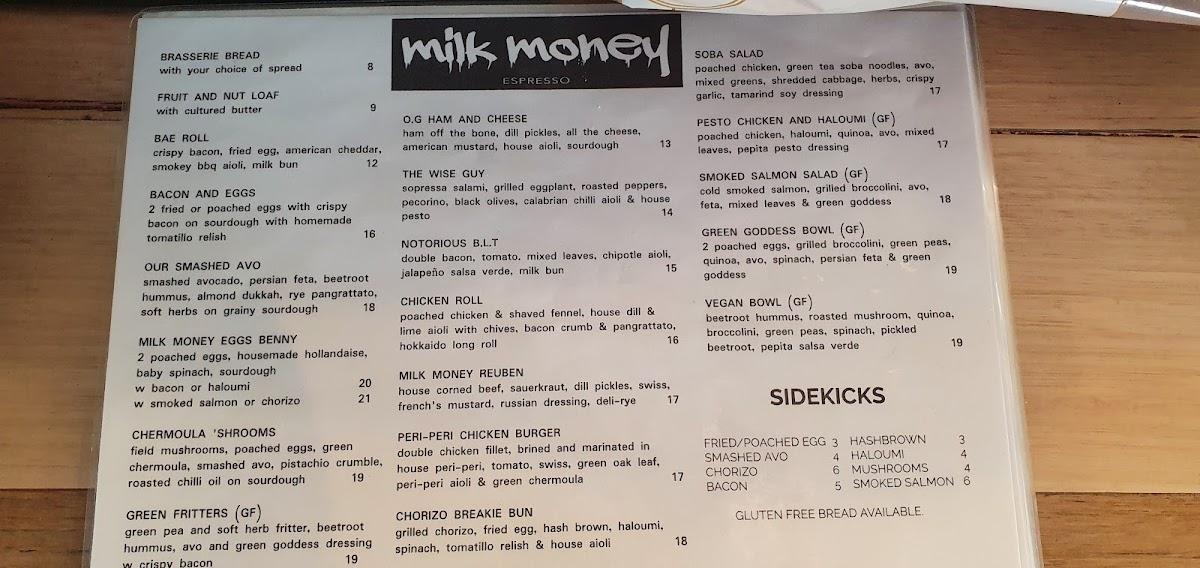 milk money
ESPRESSO
BRASSERIE BREAD
with your choice of spread 8
FRUIT AND NUT LOAF
with cultured butter 9
BAE ROLL
crispy bacon, fried egg, american cheddar,
smokey bbq aioli, milk bun 12
BACON AND EGGS
2 fried or poached eggs with crispy
bacon on sourdough with homemade
tomatillo relish 16
OUR SMASHED AVO
smashed avocado, persian feta, beetroot
hummus, almond dukkah, rye pangrattato,
soft herbs on grainy sourdough 18
MILK MONEY EGGS BENNY
2 poached eggs, housemade hollandaise,
baby spinach, sourdough
w bacon or haloumi 20
w smoked salmon or chorizo 21
CHERMOULA 'SHROOMS
field mushrooms, poached eggs, green
chermoula, smashed avo, pistachio crumble,
roasted chilli oil on sourdough 19
GREEN FRITTERS (GF)
green pea and soft herb fritter, beetroot
hummus, avo and green goddess dressing
w crispy bacon 19
O.G HAM AND CHEESE
ham off the bone, dill pickles, all the cheese,
american mustard, house aioli, sourdough 13
THE WISE GUY
sopressa salami, grilled eggplant, roasted peppers,
pecorino, black olives, calabrian chilli aioli & house
pesto 14
NOTORIOUS B.L.T
double bacon, tomato. mixed leaves, chipotle aioli,
jalapeño salsa verde, milk bun 15
CHICKEN ROLL
poached chicken & shaved fennel, house dill &
lime aioli with chives, bacon crumb & pangrattato,
hokkaido long roll 16
MILK MONEY REUBEN
house corned beef, sauerkraut, dill pickles, swiss,
french's mustard, russian dressing, deli-rye 17
PERI-PERI CHICKEN BURGER
double chicken fillet, brined and marinated in
house peri-peri, tomato, swiss, green oak leaf,
peri-peri aioli & green chermoula 17
CHORIZO BREAKIE BUN
grilled chorizo, fried egg, hash brown, haloumi,
spinach, tomatillo relish & house aioli 18
SOBA SALAD
poached chicken, green tea soba noodles, avo,
mixed greens, shredded cabbage, herbs, crispy
garlic, tamarind soy dressing 17
PESTO CHICKEN AND HALOUMI (GF)
poached chicken, haloumi, quinoa, avo, mixed
leaves, pepita pesto dressing 17
SMOKED SALMON SALAD (GF)
cold smoked salmon, grilled broccolini, avo,
feta, mixed leaves & green goddess 18
GREEN GODDESS BOWL (GF)
2 poached eggs, grilled broccolini, green peas,
quinoa, avo, spinach, persian feta & green
goddess 19
VEGAN BOWL (GF)
beetroot hummus, roasted mushroom, quinoa,
broccolini, green peas, spinach, pickled
beetroot, pepita salsa verde 19
SIDEKICKS
FRIED/POACHED EGG 3 HASHBROWN 3
SMASHED AVO 4 HALOUMI 4
CHORIZO 6 MUSHROOMS 4
BACON 5 SMOKED SALMON 6
GLUTEN FREE BREAD AVAILABLE.